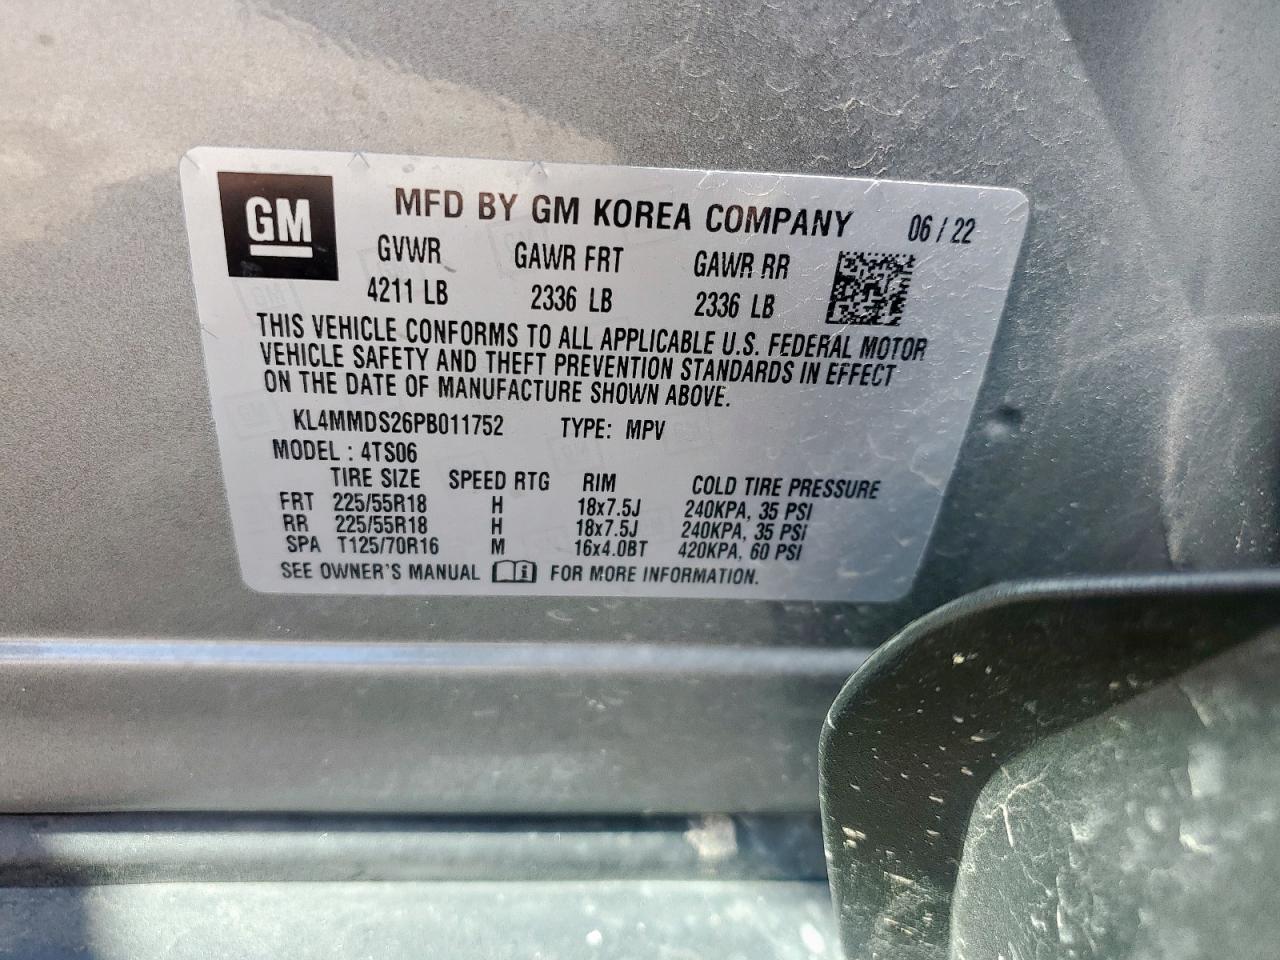 GM MFD BY GM KOREA COMPANY 06 / 22
GVWR GAWR FRT GAWR RR
4211 LB 2336 LB 2336 LB
THIS VEHICLE CONFORMS TO ALL APPLICABLE U.S. FEDERAL MOTOR
VEHICLE SAFETY AND THEFT PREVENTION STANDARDS IN EFFECT
ON THE DATE OF MANUFACTURE SHOWN ABOVE.
KL4MMDS26PB011752 TYPE: MPV
MODEL : 4TS06
TIRE SIZE SPEED RTG RIM COLD TIRE PRESSURE
FRT 225/55R18 H 18x7.5J 240KPA, 35 PSI
RR 225/55R18 H 18x7.5J 240KPA, 35 PSI
SPA T125/70R16 M 16x4.0BT 420KPA, 60 PSI
SEE OWNER'S MANUAL FOR MORE INFORMATION.